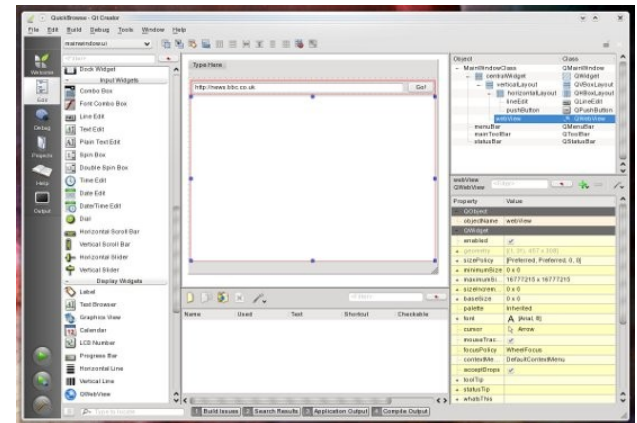 QuickBrowse - Qt Creator
File Edit Build Debug Tools Window Help
mainwindow.ui
Welcome
Edit
Debug
Projects
Help
Output
Dock Widget
Input Widgets
Combo Box
Font Combo Box
Line Edit
Text Edit
Plain Text Edit
Spin Box
Double Spin Box
Time Edit
Date Edit
Date/Time Edit
Dial
Horizontal Scroll Bar
Vertical Scroll Bar
Horizontal Slider
Vertical Slider
Display Widgets
Label
Text Browser
Graphics View
Calendar
LCD Number
Progress Bar
Horizontal Line
Vertical Line
QWebView
Type Here
http://news.bbc.co.uk
Go!
Name Used Text Shortcut Checkable
Object Class
MainWindowClass QMainWindow
centralWidget QWidget
verticalLayout QVBoxLayout
horizontalLayout QHBoxLayout
lineEdit QLineEdit
pushButton QPushButton
webView QWebView
menuBar QMenuBar
mainToolBar QToolBar
statusBar QStatusBar
webView
QWebView
Property Value
QObject
objectName webView
QWidget
enabled
geometry
sizePolicy [Preferred, Preferred, 0, 0]
minimumSize 0 x 0
maximumSi... 16777215 x 16777215
sizeIncrem... 0 x 0
baseSize 0 x 0
palette Inherited
font A [Arial, 8]
cursor Arrow
mouseTrac...
focusPolicy WheelFocus
contextMe... DefaultContextMenu
acceptDrops
toolTip
statusTip
whatsThis
Type to locate
1 Build Issues 2 Search Results 3 Application Output 4 Compile Output